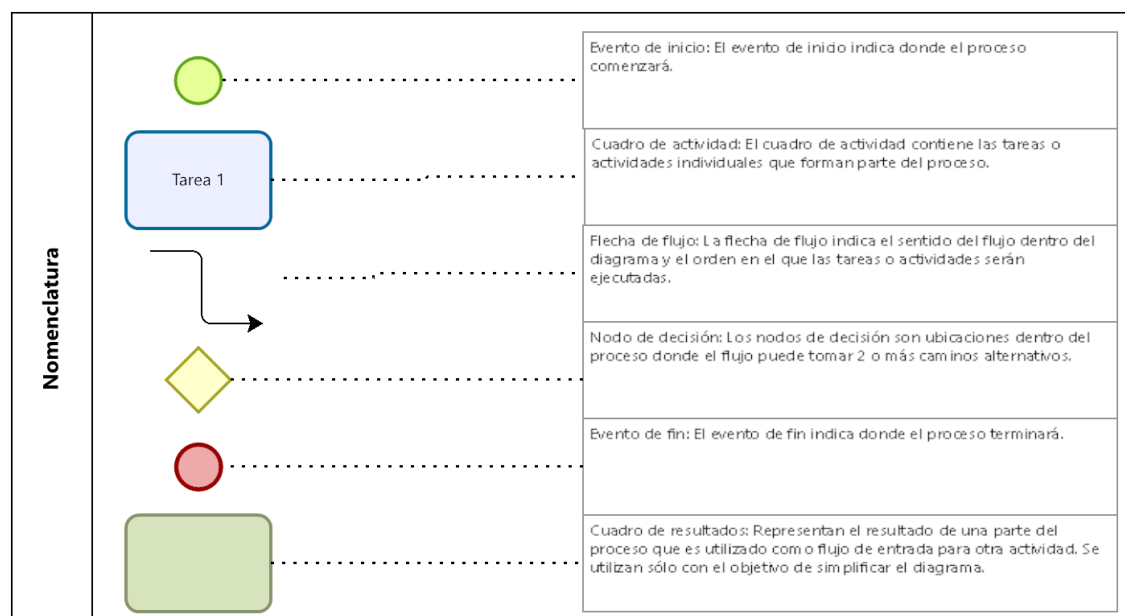 Nomenclatura
Evento de inicio: El evento de inicio indica donde el proceso
comenzará.
Tarea 1
Cuadro de actividad: El cuadro de actividad contiene las tareas o
actividades individuales que forman parte del proceso.
Flecha de flujo: La flecha de flujo indica el sentido del flujo dentro del
diagrama y el orden en el que las tareas o actividades serán
ejecutadas.
Nodo de decisión: Los nodos de decisión son ubicaciones dentro del
proceso donde el flujo puede tomar 2 o más caminos alternativos.
Evento de fin: El evento de fin indica donde el proceso terminará.
Cuadro de resultados: Representan el resultado de una parte del
proceso que es utilizado como flujo de entrada para otra actividad. Se
utilizan sólo con el objetivo de simplificar el diagrama.